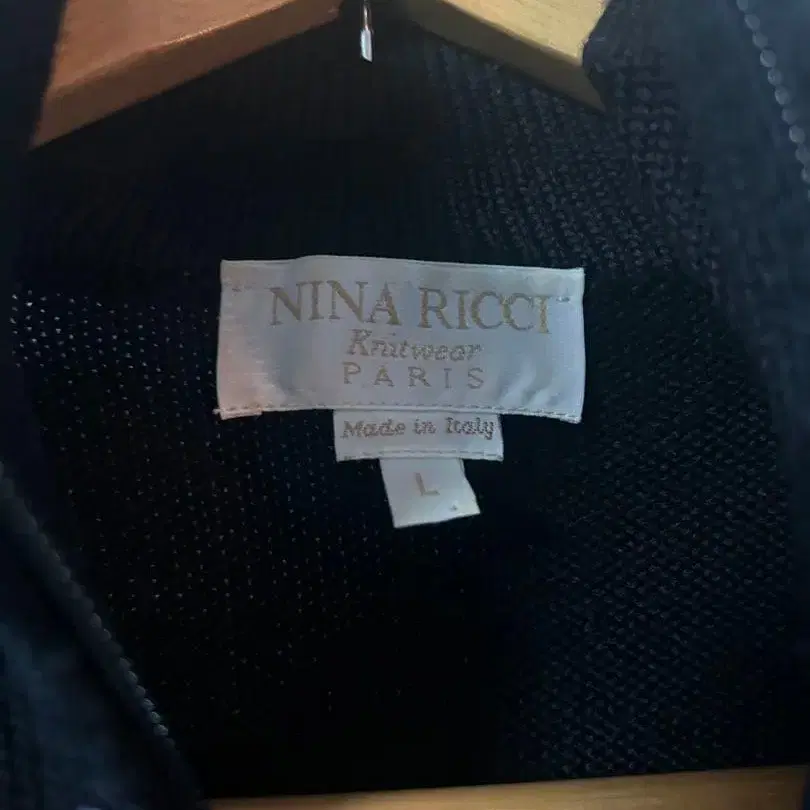 NINA RICCI
Knitwear
PARIS
Made in Italy
L